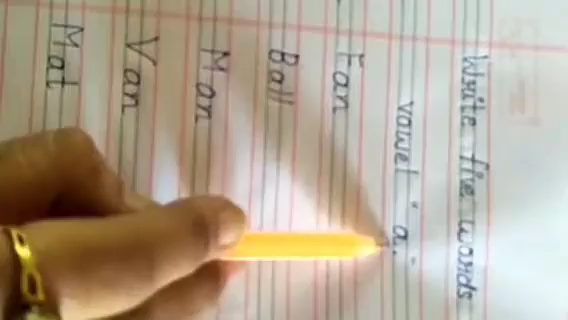 Write five words
vowel "a".
Fan
Ball
Man
Van
Mat